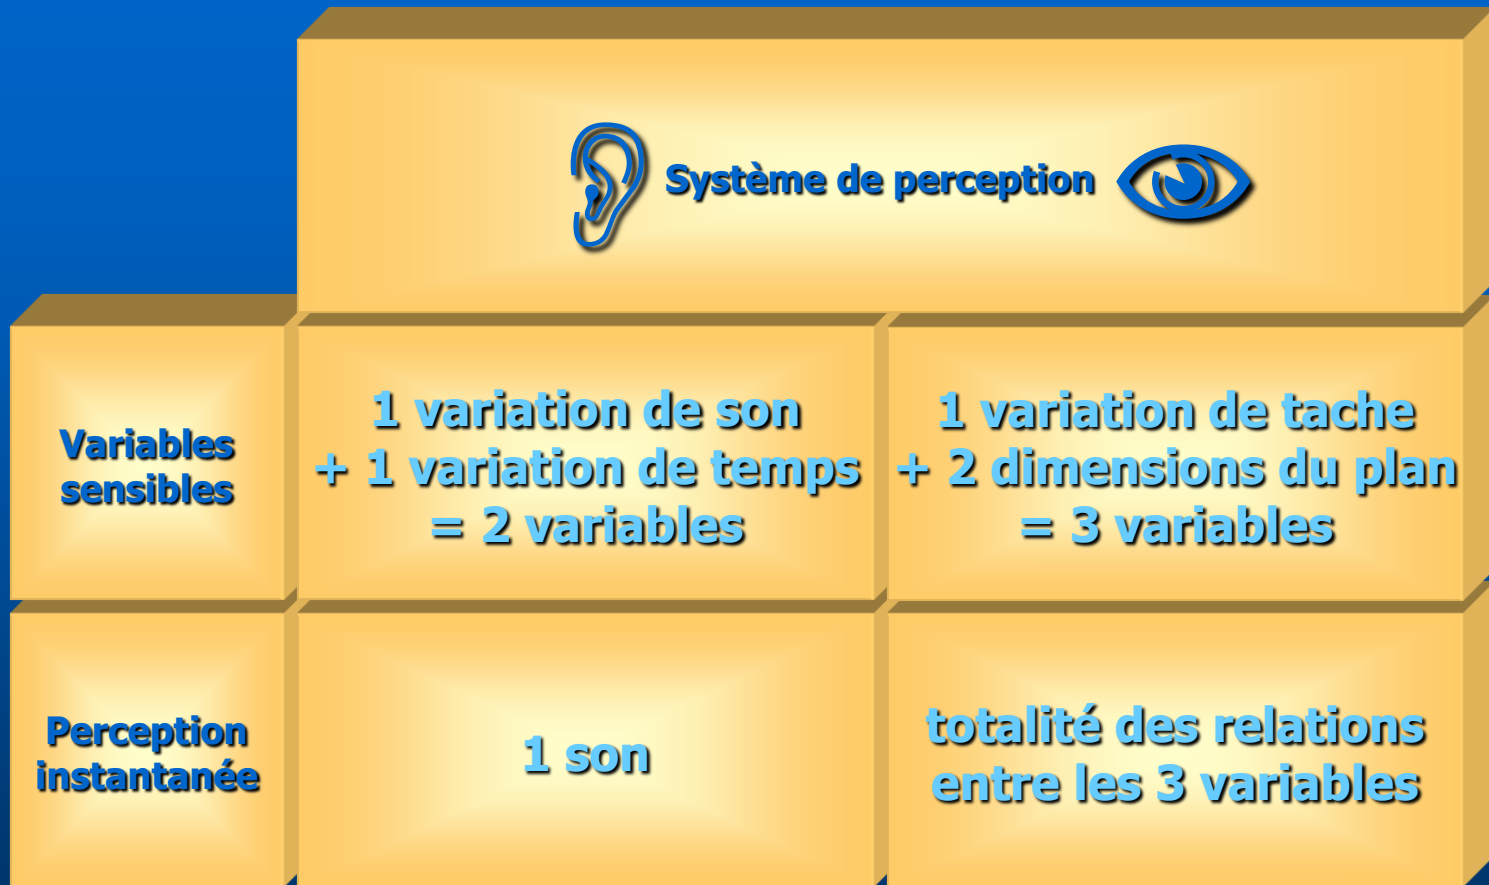 Système de perception
Variables
sensibles
1 variation de son
+ 1 variation de temps
= 2 variables
1 variation de tache
+ 2 dimensions du plan
= 3 variables
Perception
instantanée
1 son
totalité des relations
entre les 3 variables